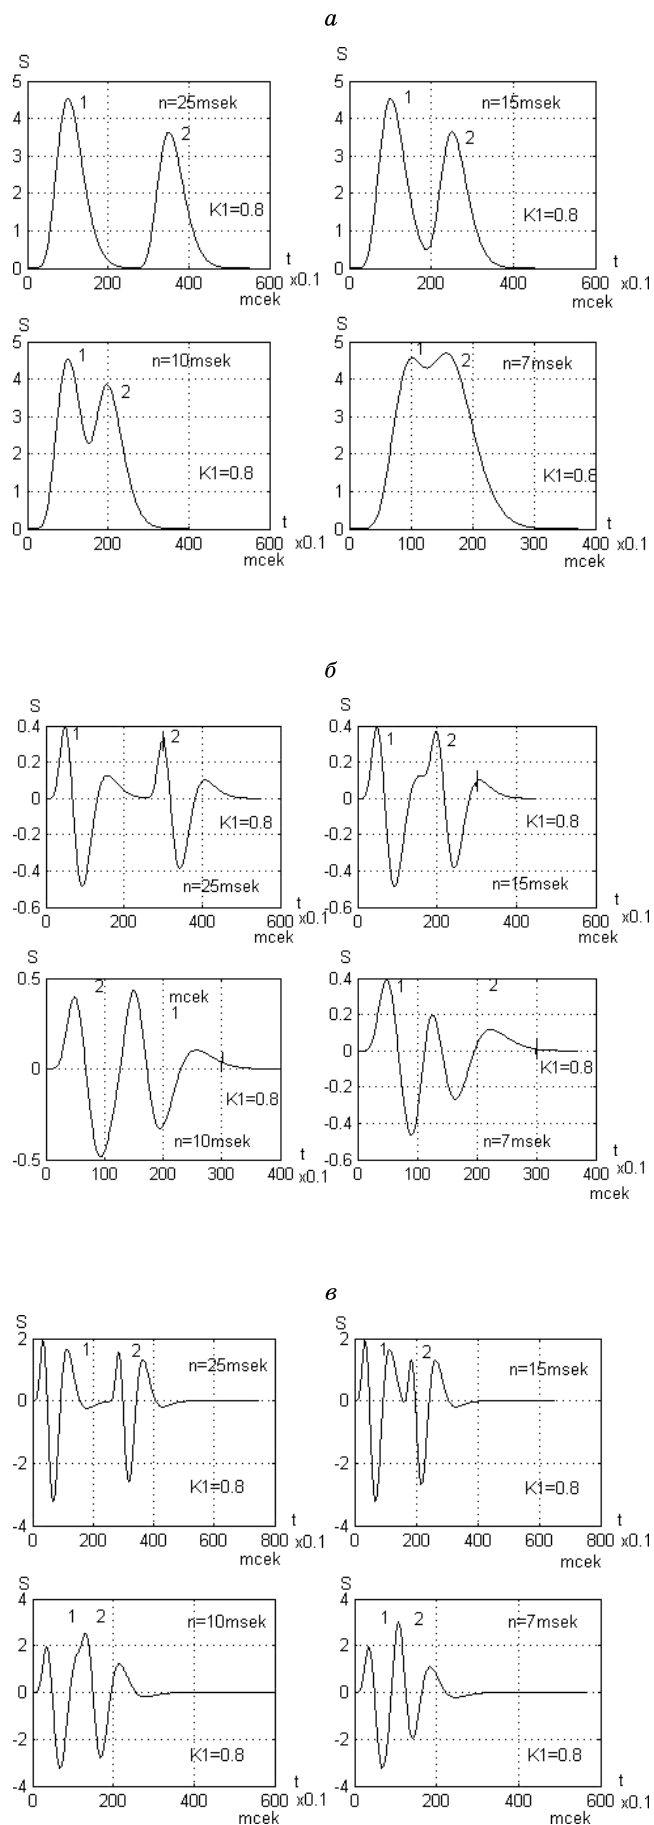 а
S
5
4
3
2
1
0
1
n=25msek
2
K1=0.8
0 200 400 600
t
x0.1
mcek
S
5
4
3
2
1
0
1
n=15msek
2
K1=0.8
0 200 400 600
t
x0.1
mcek
S
5
4
3
2
1
0
1
n=10msek
2
K1=0.8
0 200 400 600
t
x0.1
mcek
S
5
4
3
2
1
0
1
n=7msek
2
K1=0.8
0 100 200 300 400
t
x0.1
mcek
б
S
0.4
0.2
0
-0.2
-0.4
-0.6
1
2
K1=0.8
n=25msek
0 200 400 600
t
x0.1
mcek
S
0.4
0.2
0
-0.2
-0.4
-0.6
1
2
K1=0.8
n=15msek
0 200 400 600
t
x0.1
mcek
S
0.5
0
-0.5
2
mcek
1
K1=0.8
n=10msek
0 100 200 300 400
t
x0.1
S
0.4
0.2
0
-0.2
-0.4
-0.6
1
2
K1=0.8
n=7msek
0 100 200 300 400
t
x0.1
mcek
в
S
2
0
-2
-4
1
2
n=25msek
K1=0.8
0 200 400 600 800
t
x0.1
mcek
S
2
0
-2
-4
1
2
n=15msek
K1=0.8
0 200 400 600 800
t
x0.1
mcek
S
4
2
0
-2
-4
1 2
n=10msek
K1=0.8
0 200 400 600
t
x0.1
mcek
S
4
2
0
-2
-4
1 2
n=7msek
K1=0.8
0 200 400 600
t
x0.1
mcek